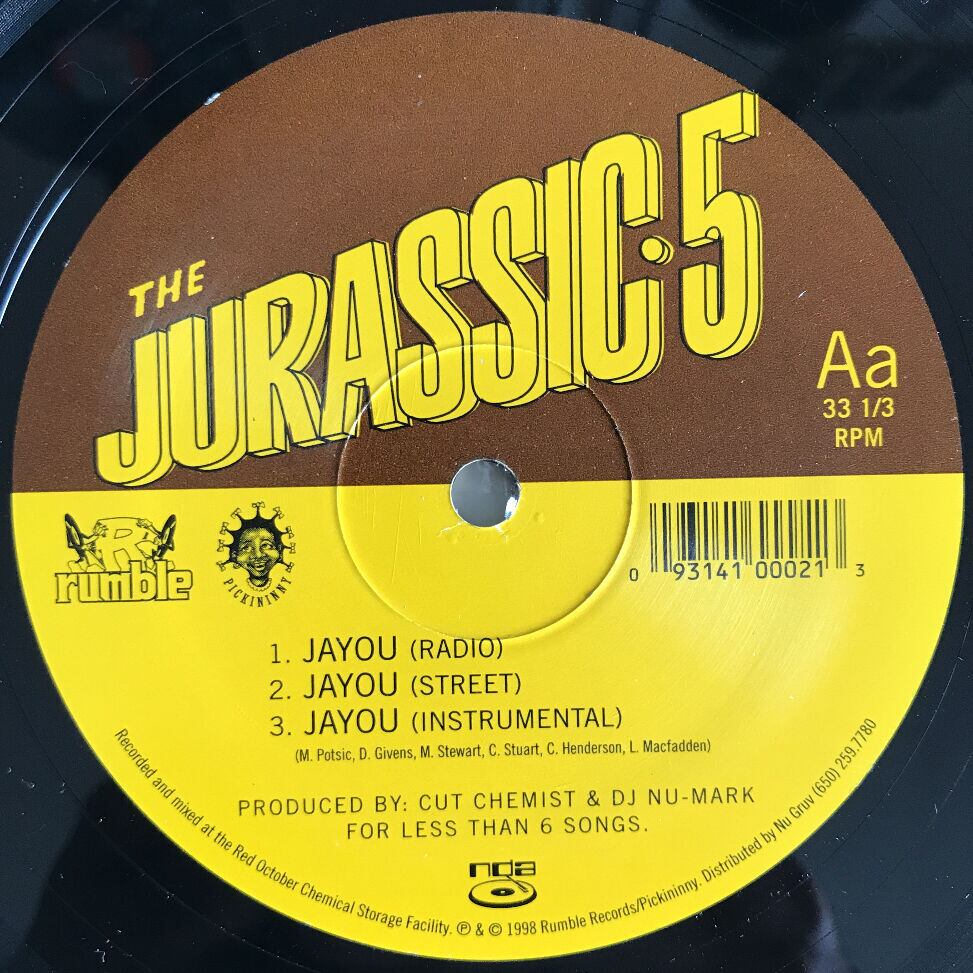 THE
JURASSIC·5
Aa
33 1/3
RPM
R
rumble
PICKININNY
0 93141 00021 3
1. JAYOU (RADIO)
2. JAYOU (STREET)
3. JAYOU (INSTRUMENTAL)
(M. Potsic, D. Givens, M. Stewart, C. Stuart, C. Henderson, L. Macfadden)
PRODUCED BY: CUT CHEMIST & DJ NU-MARK
FOR LESS THAN 6 SONGS.
nda
Recorded and mixed at the Red October Chemical Storage Facility. ℗ & © 1998 Rumble Records/Pickininny. Distributed by Nu Gruv (650) 259.7780